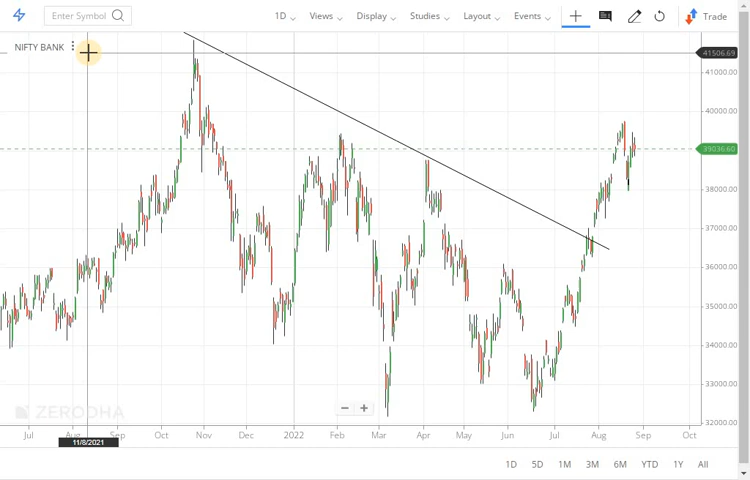 Enter Symbol 1D Views Display Studies Layout Events Trade
NIFTY BANK
41506.69
41000.00
40000.00
39036.60
38000.00
37000.00
36000.00
35000.00
34000.00
33000.00
32000.00
ZERODHA
Jul Aug Sep Oct Nov Dec 2022 Feb Mar Apr May Jun Jul Aug Sep Oct
11/8/2021
1D 5D 1M 3M 6M YTD 1Y All